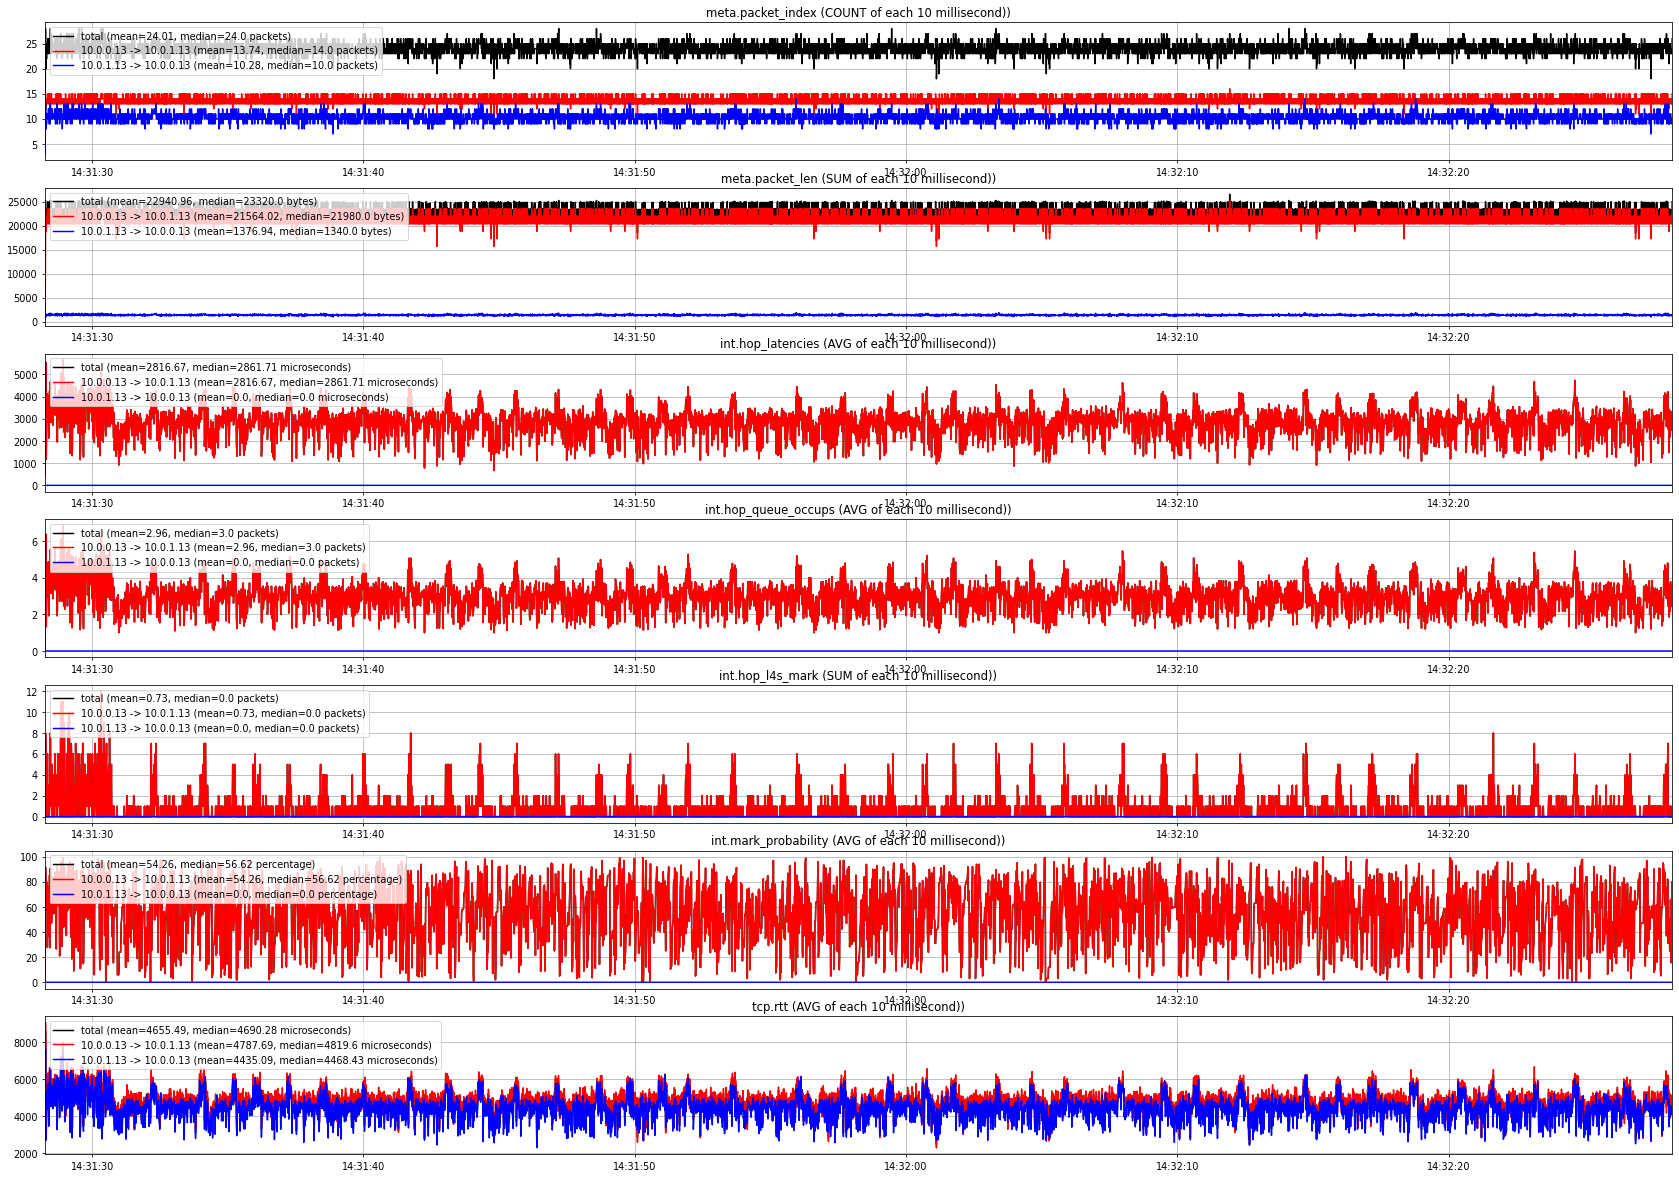 meta.packet_index (COUNT of each 10 millisecond))
total (mean=24.01, median=24.0 packets)
10.0.0.13 -> 10.0.1.13 (mean=13.74, median=14.0 packets)
10.0.1.13 -> 10.0.0.13 (mean=10.28, median=10.0 packets)
25
20
15
10
5
14:31:30 14:31:40 14:31:50 14:32:00 14:32:10 14:32:20
meta.packet_len (SUM of each 10 millisecond))
total (mean=22940.96, median=23320.0 bytes)
10.0.0.13 -> 10.0.1.13 (mean=21564.02, median=21980.0 bytes)
10.0.1.13 -> 10.0.0.13 (mean=1376.94, median=1340.0 bytes)
25000
20000
15000
10000
5000
0
14:31:30 14:31:40 14:31:50 14:32:00 14:32:10 14:32:20
int.hop_latencies (AVG of each 10 millisecond))
total (mean=2816.67, median=2861.71 microseconds)
10.0.0.13 -> 10.0.1.13 (mean=2816.67, median=2861.71 microseconds)
10.0.1.13 -> 10.0.0.13 (mean=0.0, median=0.0 microseconds)
5000
4000
3000
2000
1000
0
14:31:30 14:31:40 14:31:50 14:32:00 14:32:10 14:32:20
int.hop_queue_occups (AVG of each 10 millisecond))
total (mean=2.96, median=3.0 packets)
10.0.0.13 -> 10.0.1.13 (mean=2.96, median=3.0 packets)
10.0.1.13 -> 10.0.0.13 (mean=0.0, median=0.0 packets)
6
4
2
0
14:31:30 14:31:40 14:31:50 14:32:00 14:32:10 14:32:20
int.hop_l4s_mark (SUM of each 10 millisecond))
total (mean=0.73, median=0.0 packets)
10.0.0.13 -> 10.0.1.13 (mean=0.73, median=0.0 packets)
10.0.1.13 -> 10.0.0.13 (mean=0.0, median=0.0 packets)
12
10
8
6
4
2
0
14:31:30 14:31:40 14:31:50 14:32:00 14:32:10 14:32:20
int.mark_probability (AVG of each 10 millisecond))
total (mean=54.26, median=56.62 percentage)
10.0.0.13 -> 10.0.1.13 (mean=54.26, median=56.62 percentage)
10.0.1.13 -> 10.0.0.13 (mean=0.0, median=0.0 percentage)
100
80
60
40
20
0
14:31:30 14:31:40 14:31:50 14:32:00 14:32:10 14:32:20
tcp.rtt (AVG of each 10 millisecond))
total (mean=4655.49, median=4690.28 microseconds)
10.0.0.13 -> 10.0.1.13 (mean=4787.69, median=4819.6 microseconds)
10.0.1.13 -> 10.0.0.13 (mean=4435.09, median=4468.43 microseconds)
8000
6000
4000
2000
14:31:30 14:31:40 14:31:50 14:32:00 14:32:10 14:32:20